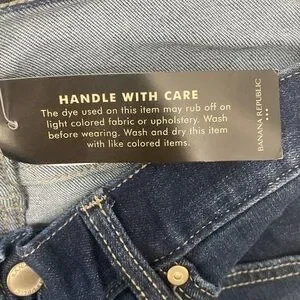 HANDLE WITH CARE
The dye used on this item may rub off on
light colored fabric or upholstery. Wash
before wearing. Wash and dry this item
with like colored items.
BANANA REPUBLIC